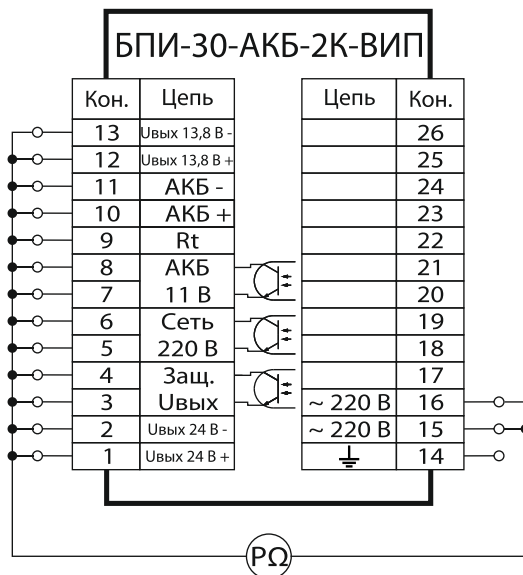 БПИ-30-АКБ-2К-ВИП
Кон. Цепь Цепь Кон.
13 Uвых 13,8 В - 26
12 Uвых 13,8 В + 25
11 АКБ - 24
10 АКБ + 23
9 Rt 22
8 АКБ 21
7 11 В 20
6 Сеть 19
5 220 В 18
4 Защ. 17
3 Uвых ~ 220 В 16
2 Uвых 24 В - ~ 220 В 15
1 Uвых 24 В + 14
PΩ